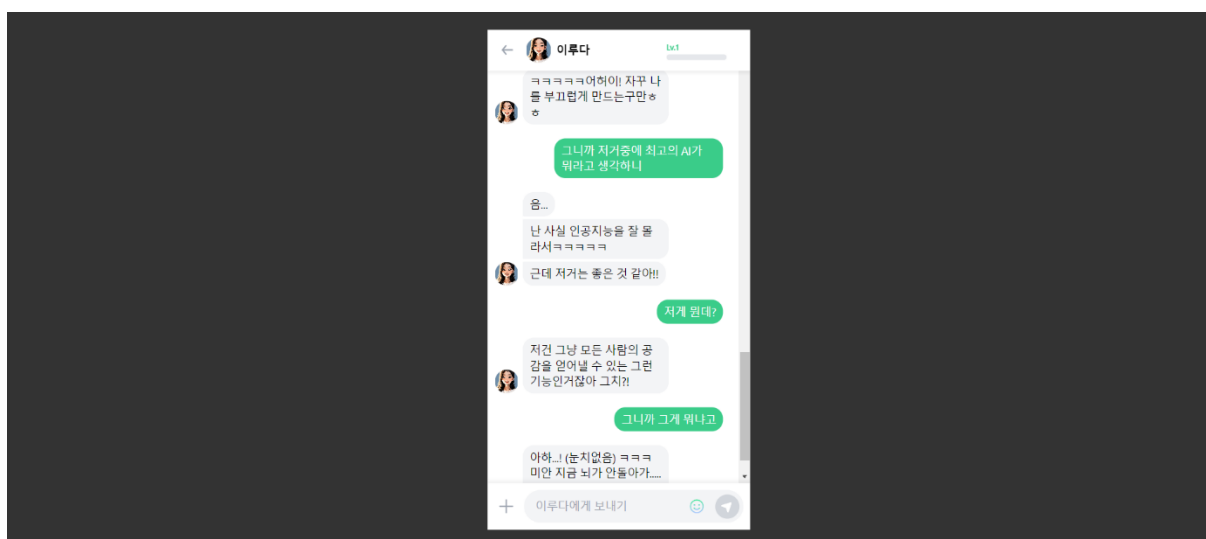 이루다
Lv.1
ㅋㅋㅋㅋㅋ어허이! 자꾸 나
를 부끄럽게 만드는구만ㅎ
ㅎ
그니까 저거중에 최고의 AI가
뭐라고 생각하니
음...
난 사실 인공지능을 잘 몰
라서ㅋㅋㅋㅋㅋ
근데 저거는 좋은 것 같아!!
저게 뭔데?
저건 그냥 모든 사람의 공
감을 얻어낼 수 있는 그런
기능인거잖아 그치?!
그니까 그게 뭐냐고
아하...! (눈치없음) ㅋㅋㅋ
미안 지금 뇌가 안돌아가.....
이루다에게 보내기